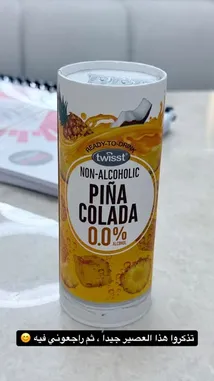 READY-TO-DRINK
twisst
NON-ALCOHOLIC
PIÑA
COLADA
0.0%
ALCOHOL
تذكروا هذا العصير جيداً ، ثم راجعوني فيه 😊